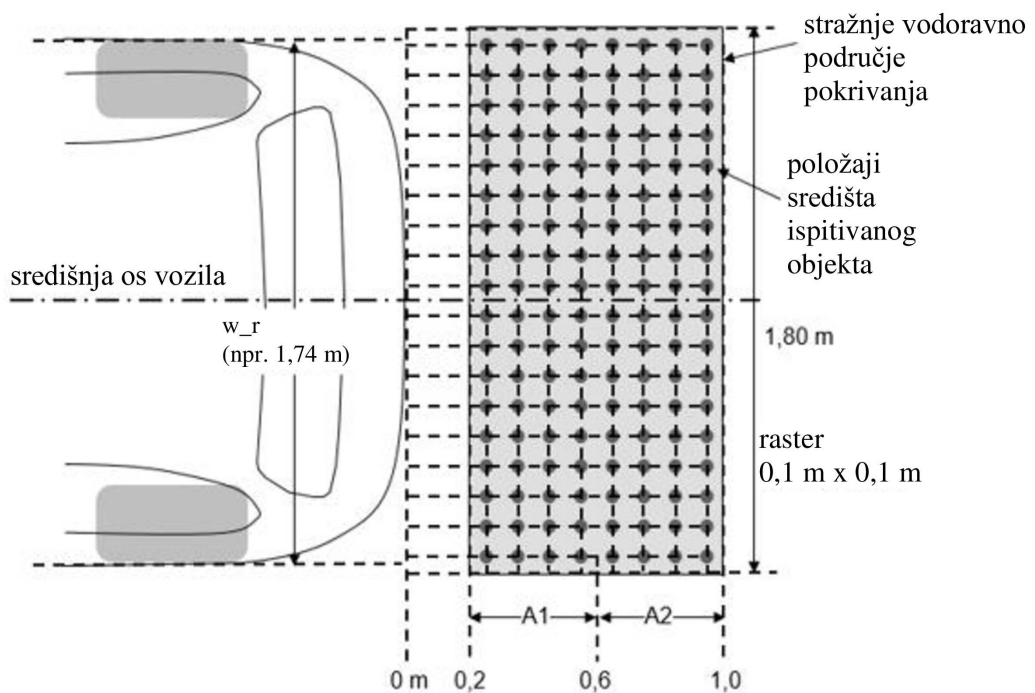 stražnje vodoravno
područje
pokrivanja
položaji
središta
ispitivanog
objekta
središnja os vozila
w_r
(npr. 1,74 m)
1,80 m
raster
0,1 m x 0,1 m
A1
A2
0 m
0,2
0,6
1,0